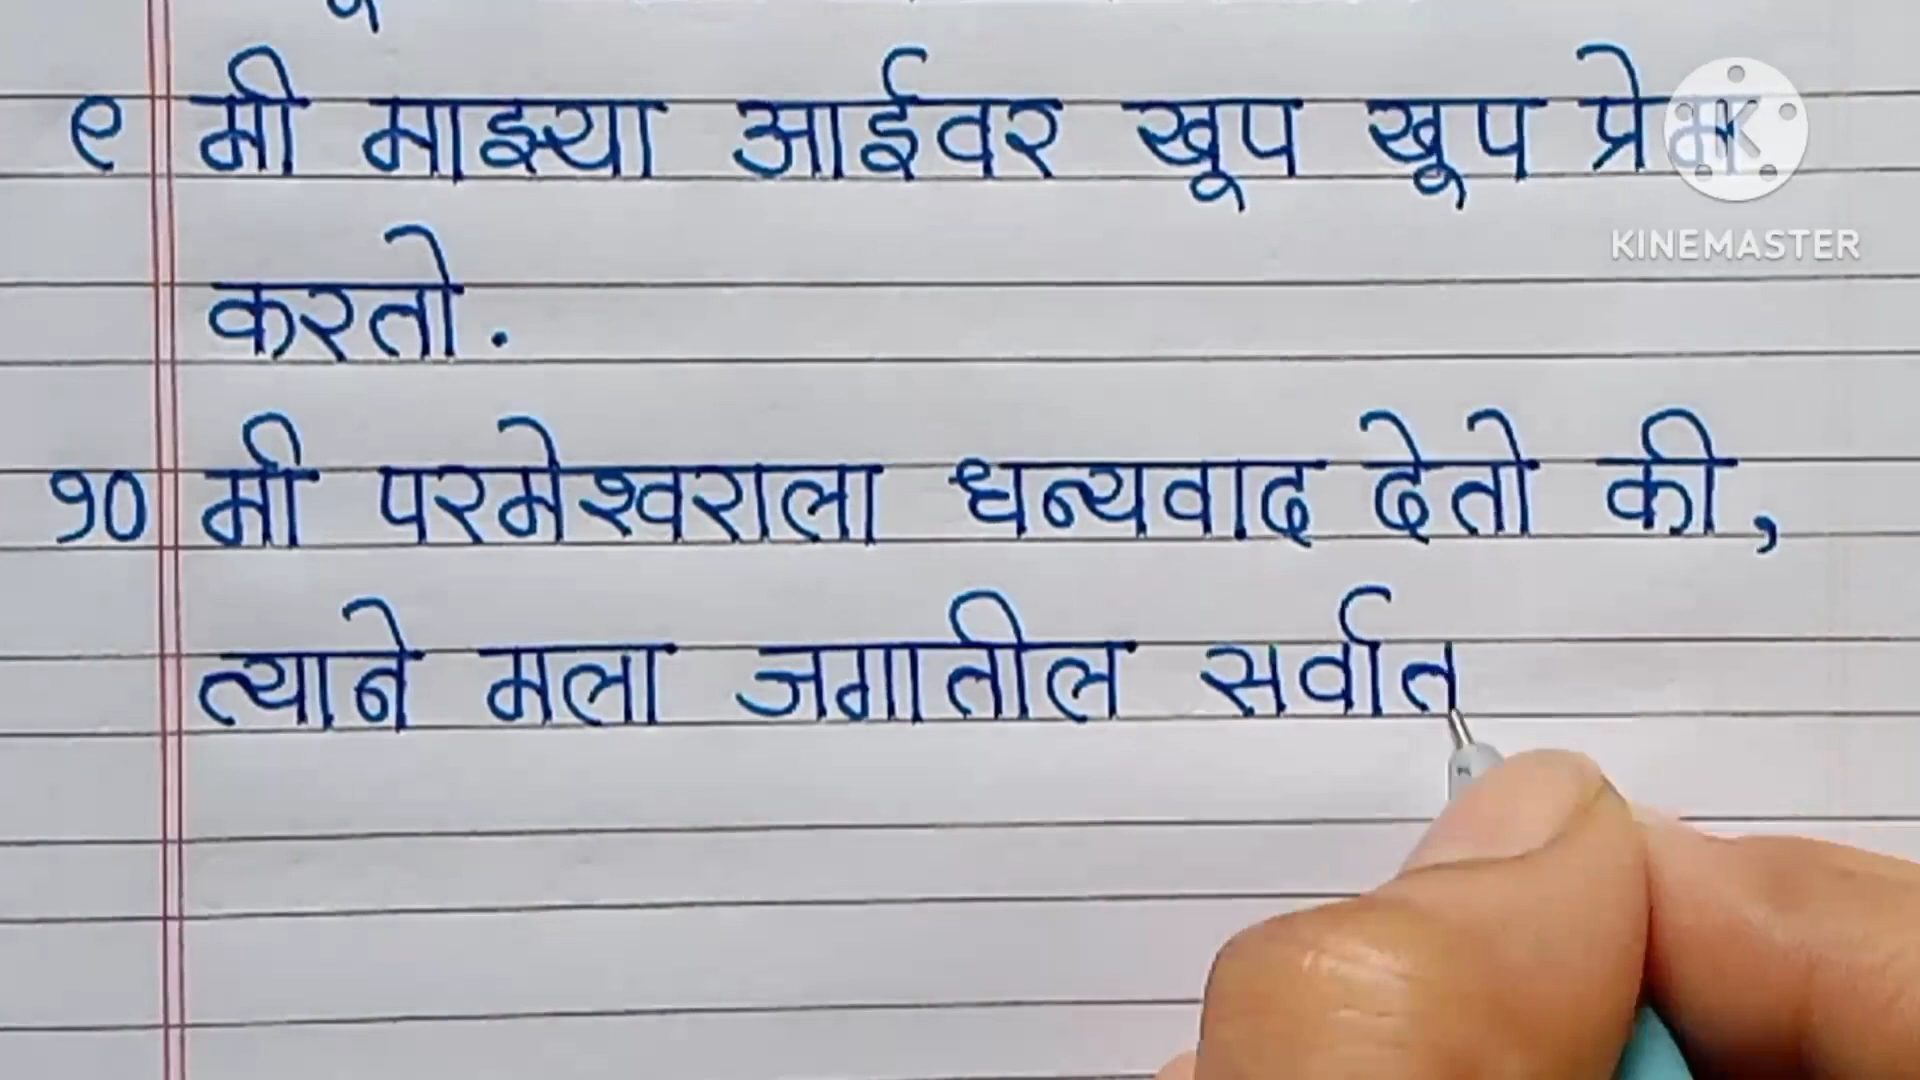 ९ मी माझ्या आईवर खूप खूप प्रेम
करतो.
१० मी परमेश्वराला धन्यवाद देतो की,
त्याने मला जगातील सर्वात
KINEMASTER